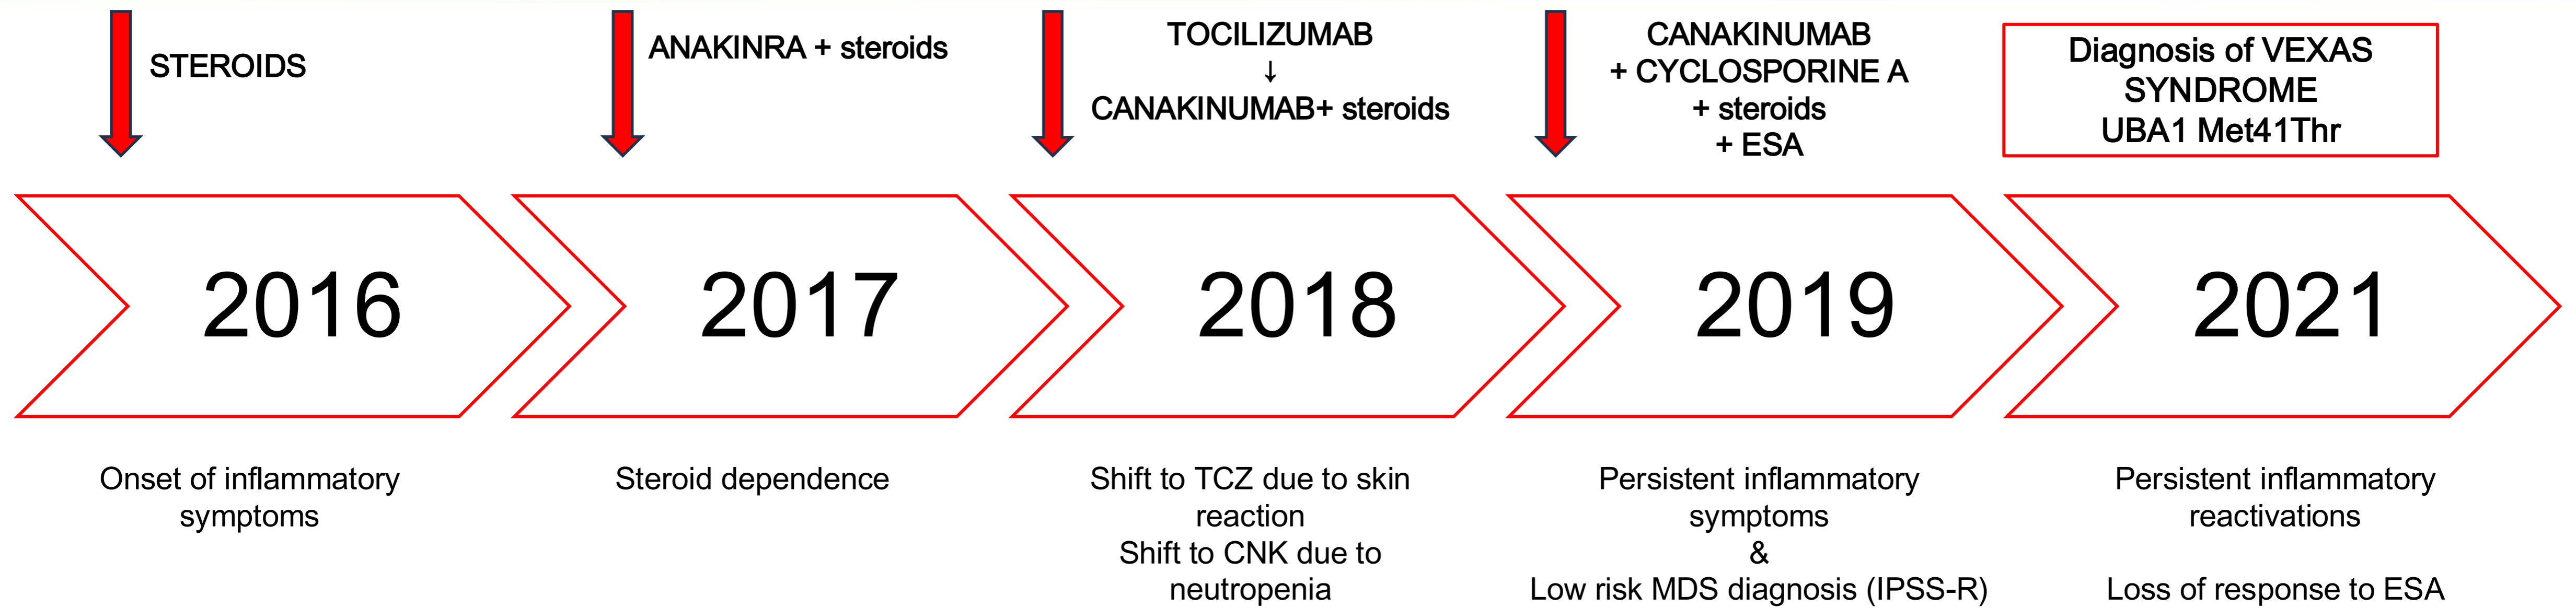 STEROIDS
ANAKINRA + steroids
TOCILIZUMAB
↓
CANAKINUMAB+ steroids
CANAKINUMAB
+ CYCLOSPORINE A
+ steroids
+ ESA
Diagnosis of VEXAS
SYNDROME
UBA1 Met41Thr
2016
2017
2018
2019
2021
Onset of inflammatory
symptoms
Steroid dependence
Shift to TCZ due to skin
reaction
Shift to CNK due to
neutropenia
Persistent inflammatory
symptoms
&
Low risk MDS diagnosis (IPSS-R)
Persistent inflammatory
reactivations
Loss of response to ESA